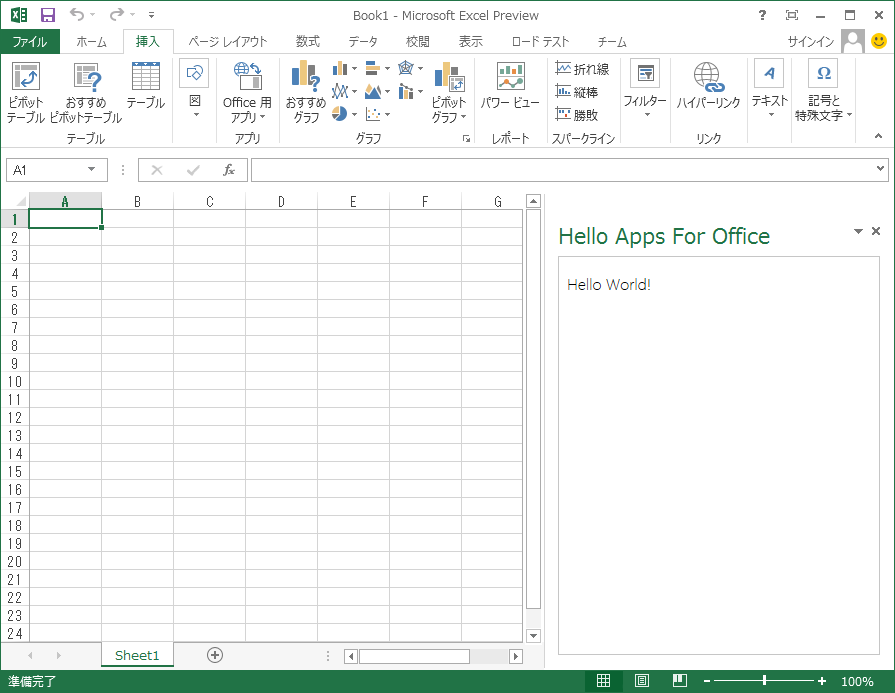 Book1 - Microsoft Excel Preview
ファイル ホーム 挿入 ページ レイアウト 数式 データ 校閲 表示 ロード テスト チーム サインイン
ピボット
テーブル
おすすめ
ピボットテーブル
テーブル
図
Office 用
アプリ
おすすめ
グラフ
ピボット
グラフ
パワー ビュー
折れ線
縦棒
勝敗
フィルター
ハイパーリンク
テキスト
記号と
特殊文字
テーブル アプリ グラフ レポート スパークライン リンク
A1 fx
A B C D E F G
Hello Apps For Office
Hello World!
1
2
3
4
5
6
7
8
9
10
11
12
13
14
15
16
17
18
19
20
21
22
23
24
Sheet1
準備完了 100%